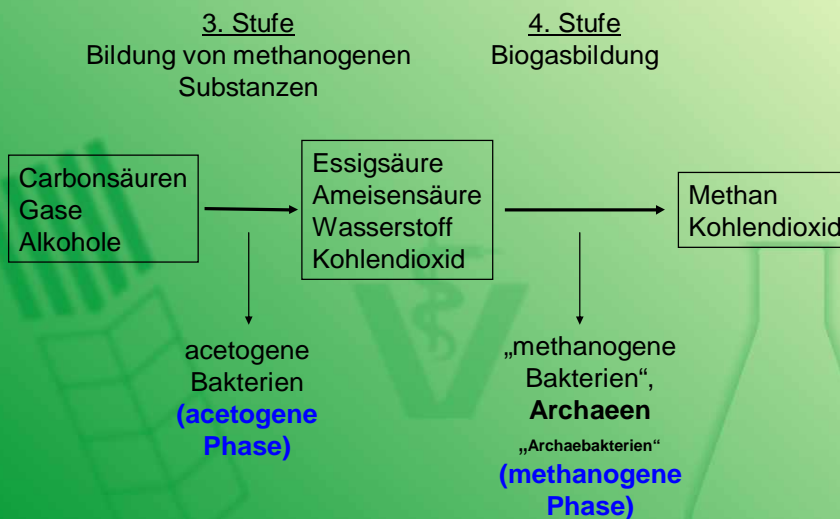 3. Stufe
Bildung von methanogenen
Substanzen
4. Stufe
Biogasbildung
Carbonsäuren
Gase
Alkohole
Essigsäure
Ameisensäure
Wasserstoff
Kohlendioxid
Methan
Kohlendioxid
acetogene
Bakterien
(acetogene
Phase)
„methanogene
Bakterien“,
Archaeen
„Archaebakterien“
(methanogene
Phase)
V